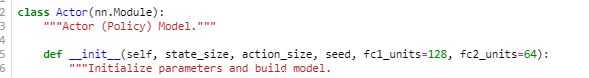 2 class Actor(nn.Module):
3     """Actor (Policy) Model."""
4
5     def __init__(self, state_size, action_size, seed, fc1_units=128, fc2_units=64):
6         """Initialize parameters and build model.